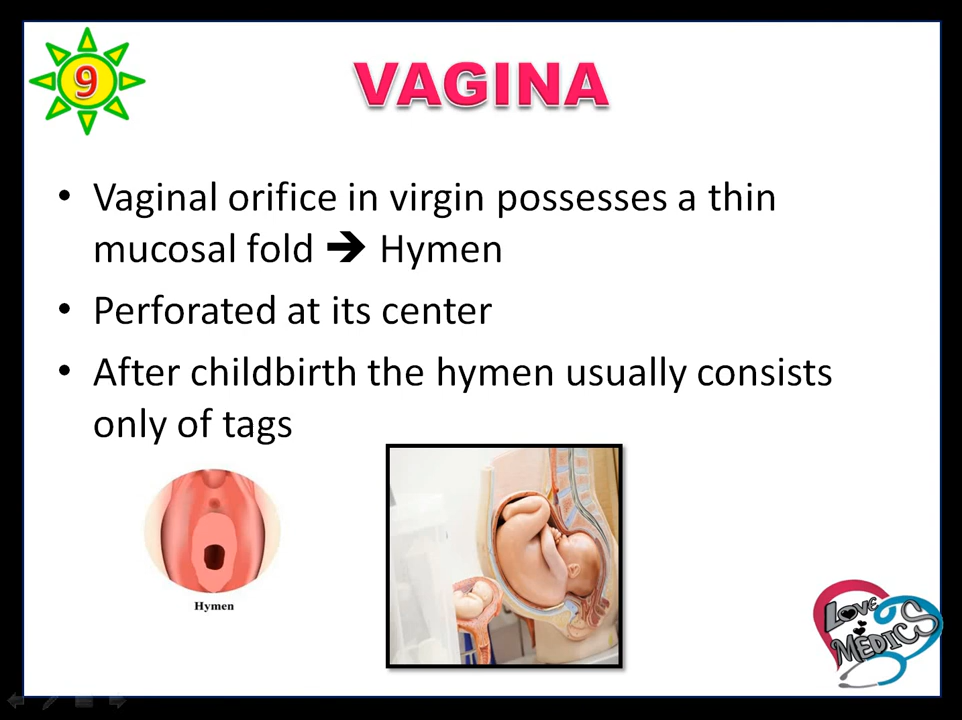 9
VAGINA
• Vaginal orifice in virgin possesses a thin
mucosal fold ➔ Hymen
• Perforated at its center
• After childbirth the hymen usually consists
only of tags
Hymen
LOVE
MEDICS